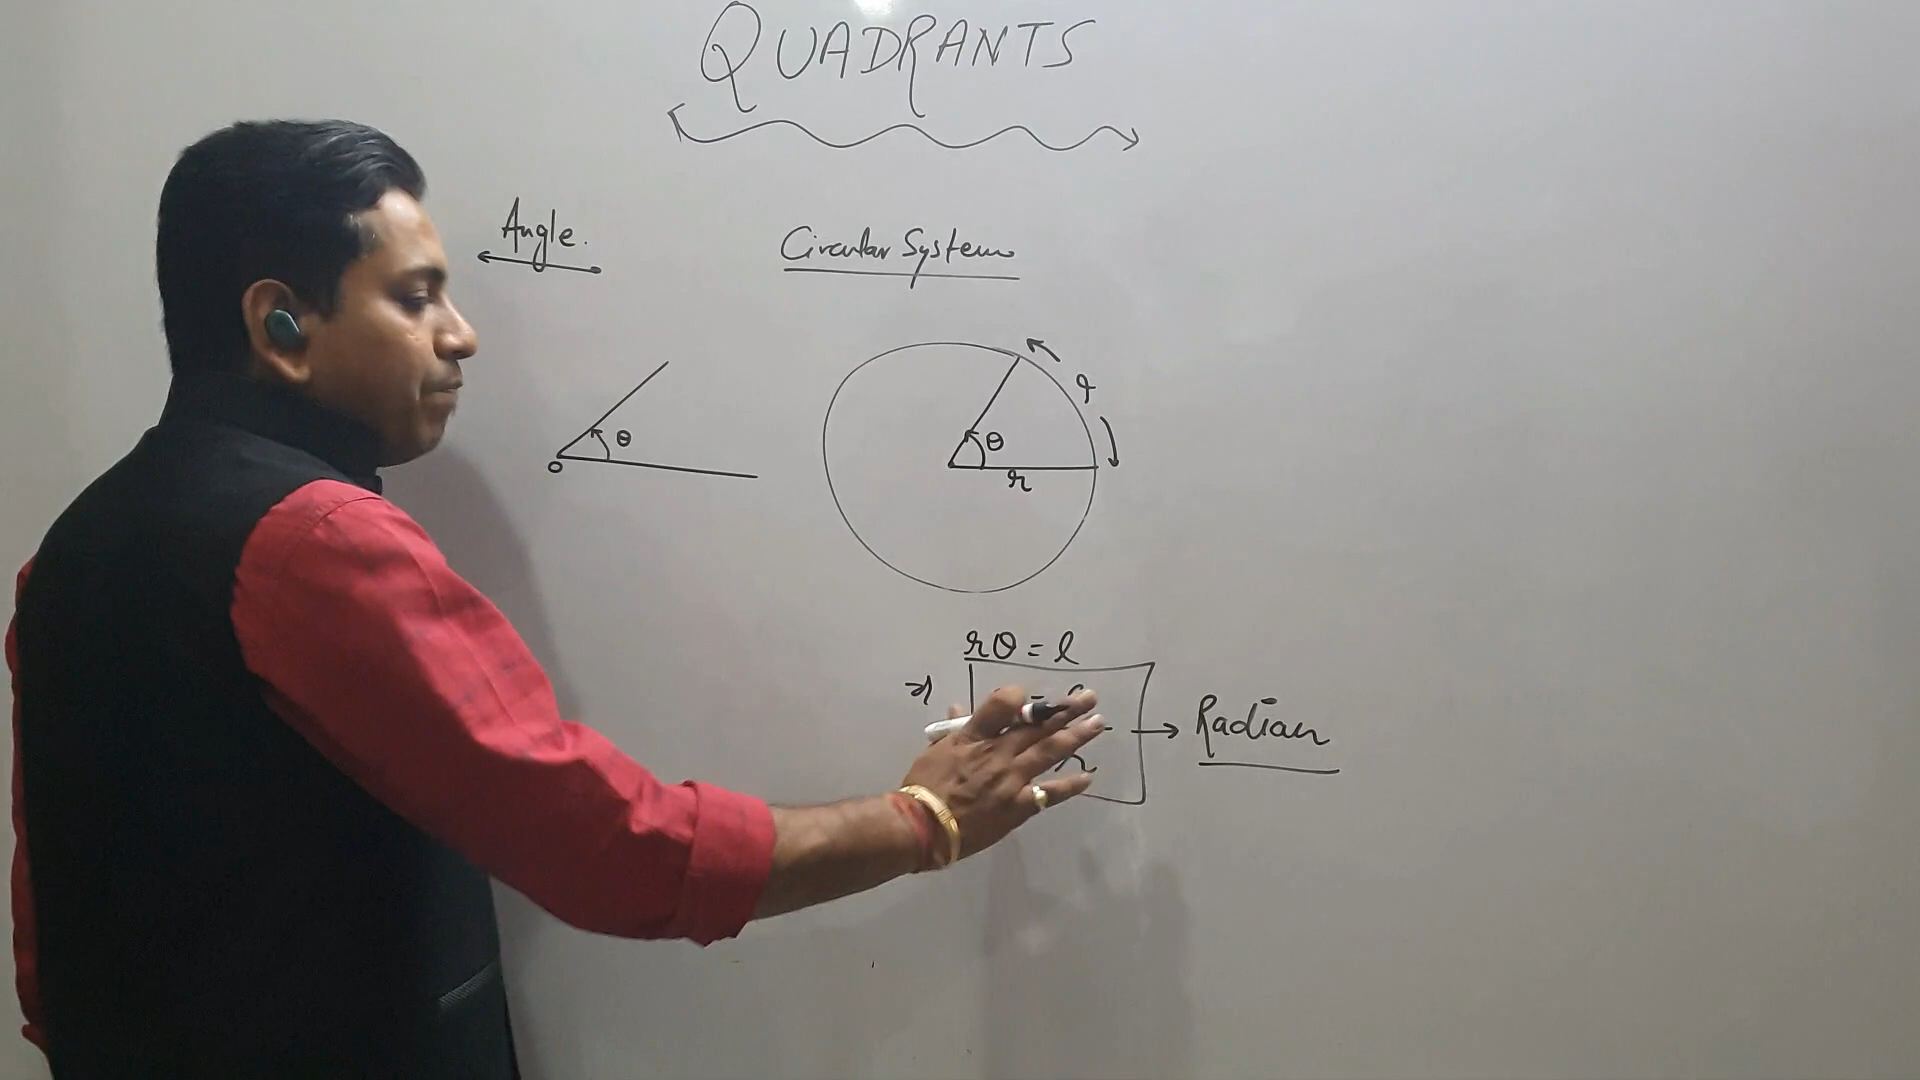 QUADRANTS
Angle.
Circular System
θ
O
l
θ
r
rθ = l
⇒ = l
r
→ Radian